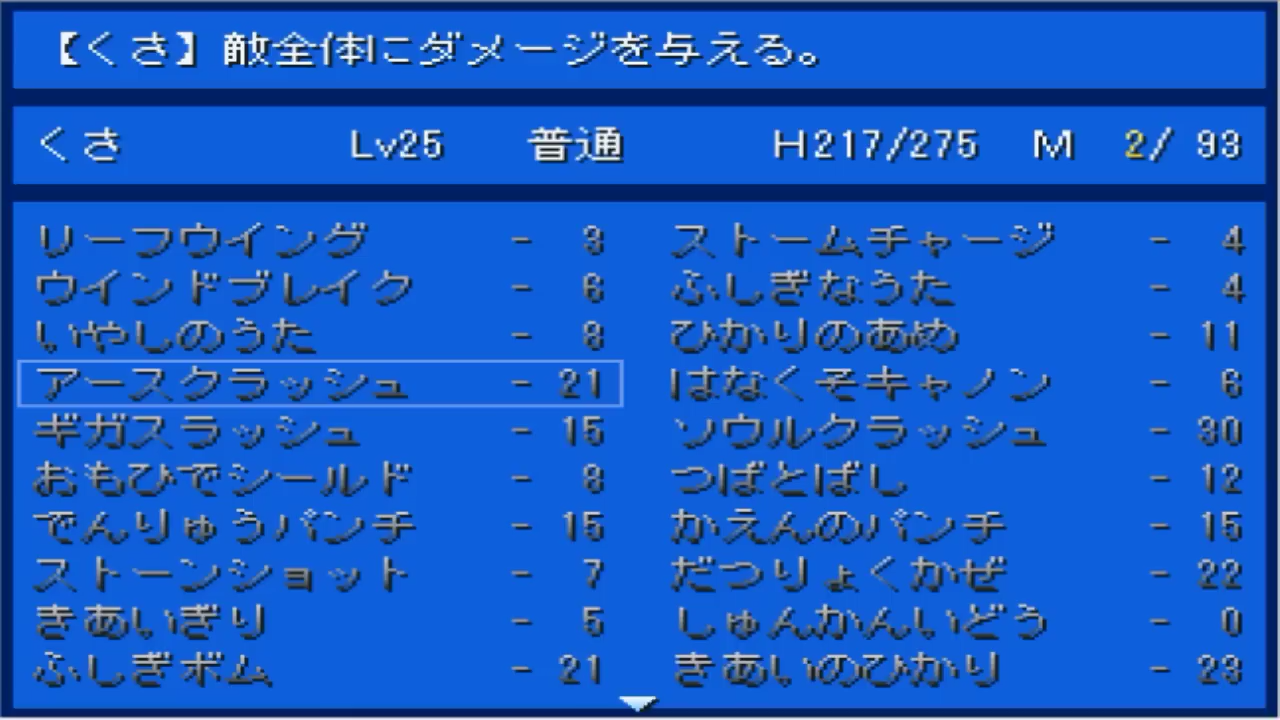 【くさ】敵全体にダメージを与える。
くさ Lv25 普通 H217/275 M 2/ 93
リーフウイング - 3 ストームチャージ - 4
ウインドブレイク - 6 ふしぎなうた - 4
いやしのうた - 8 ひかりのあめ - 11
アースクラッシュ - 21 はなくそキャノン - 6
ギガスラッシュ - 15 ソウルクラッシュ - 30
おもひでシールド - 8 つばとばし - 12
でんりゅうパンチ - 15 かえんのパンチ - 15
ストーンショット - 7 だつりょくかぜ - 22
きあいぎり - 5 しゅんかんいどう - 0
ふしぎボム - 21 きあいのひかり - 23